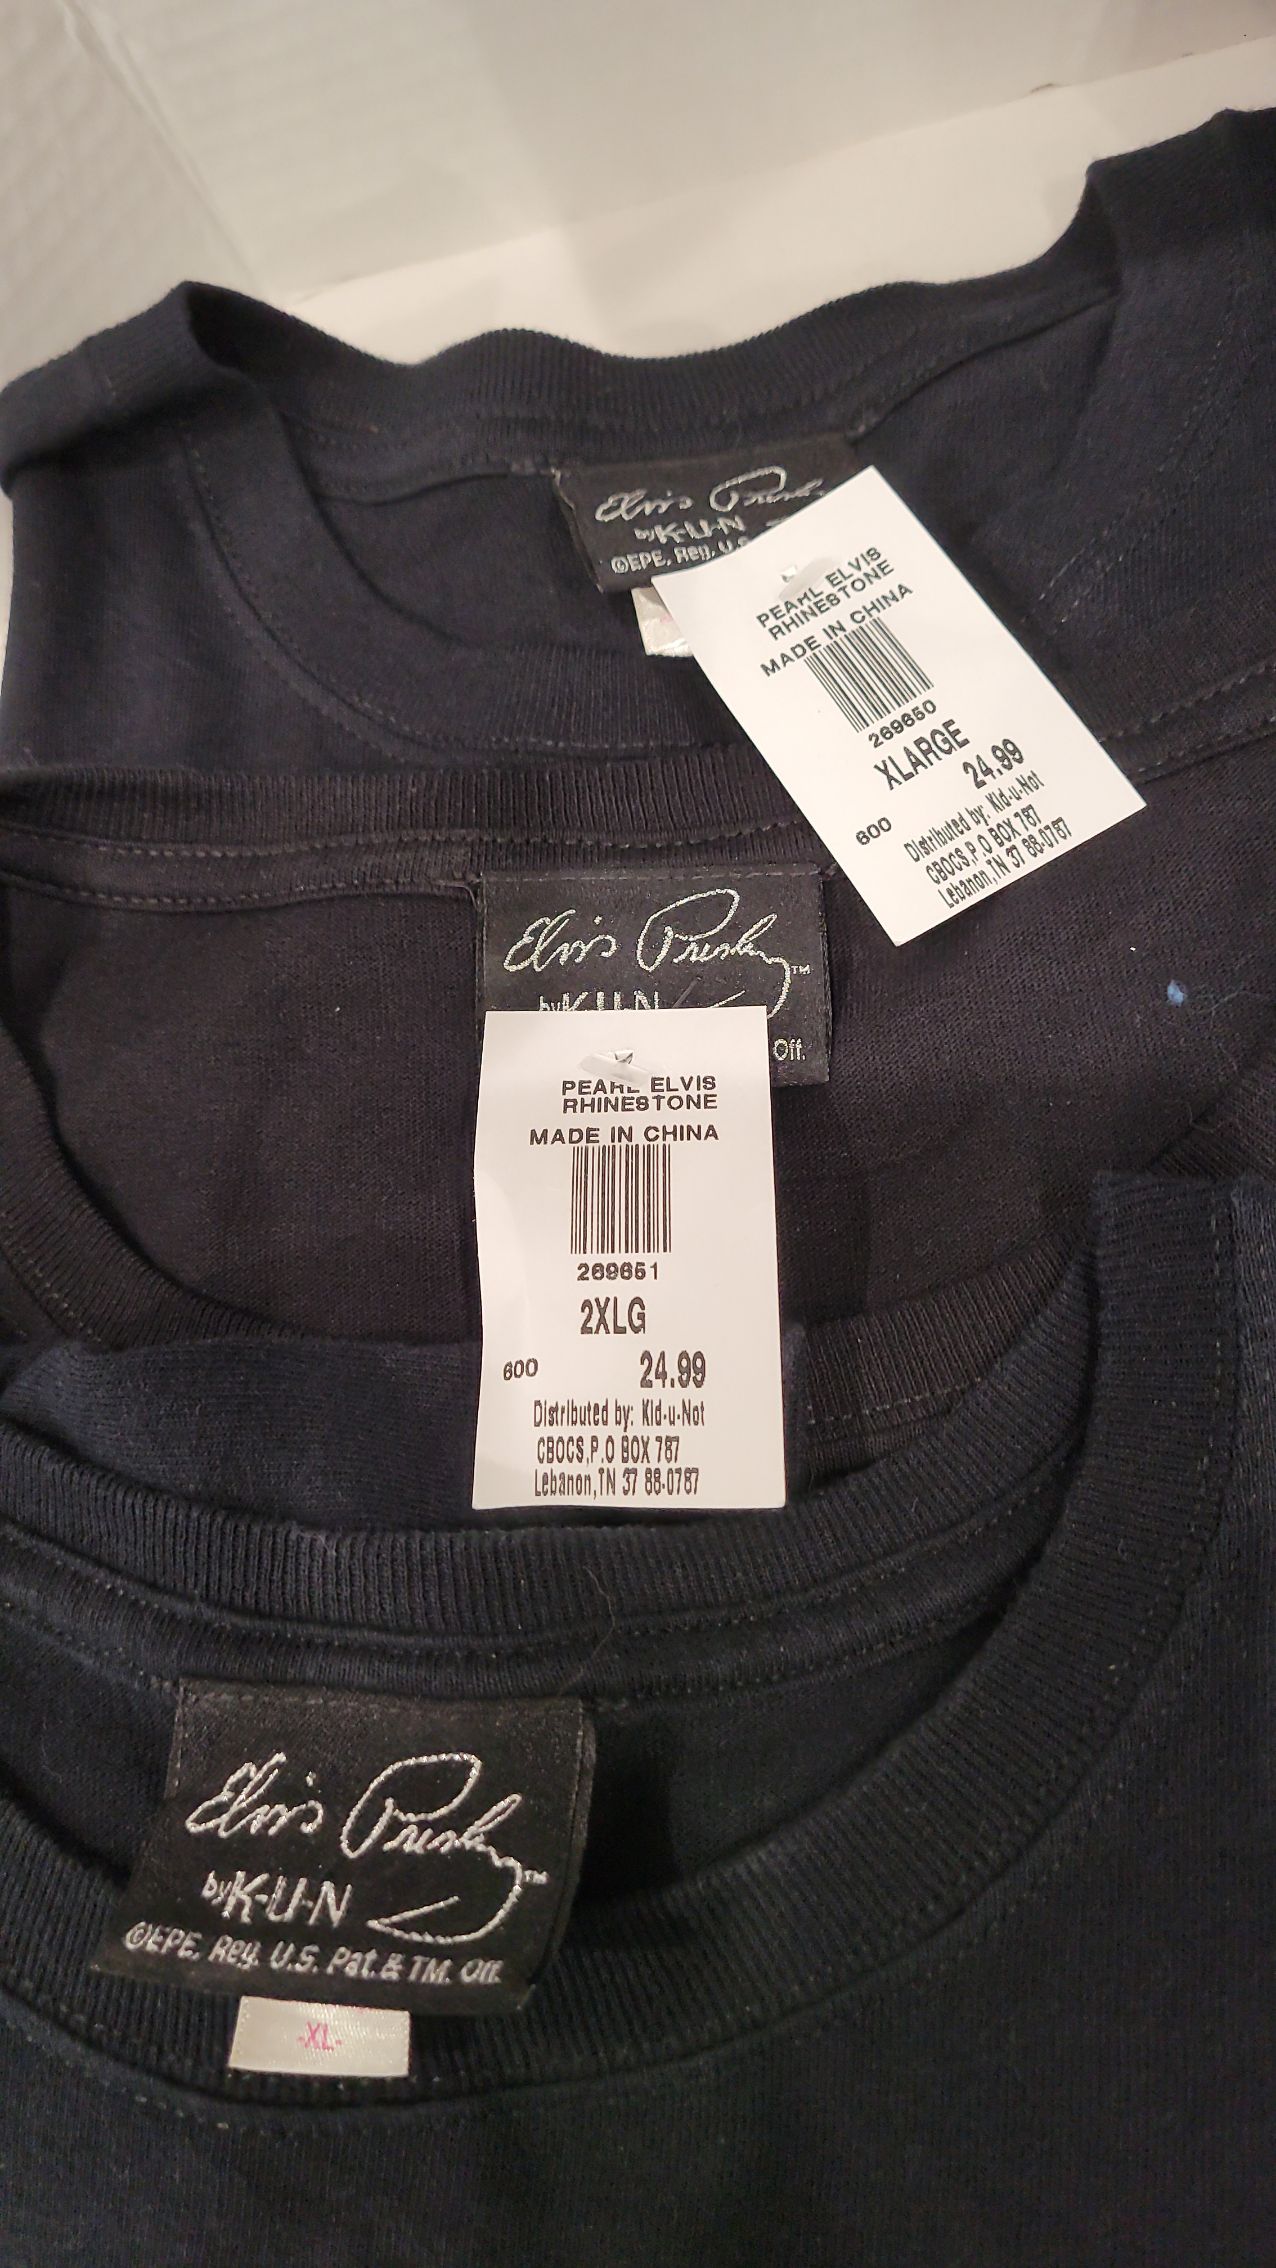 Elvis Presley
by K-U-N
©EPE. Reg. U.S.
PEARL ELVIS
RHINESTONE
MADE IN CHINA
269650
XLARGE
24.99
600
Distributed by: Kid-u-Not
CBOCS,P.O BOX 787
Lebanon,TN 37 88-0787
Elvis Presley™
by K-U-N
Off.
PEARL ELVIS
RHINESTONE
MADE IN CHINA
269651
2XLG
600 24.99
Distributed by: Kid-u-Not
CBOCS,P.O BOX 787
Lebanon,TN 37 88-0787
Elvis Presley™
by K-U-N
©EPE. Reg. U.S. Pat. & TM. Off.
-XL-